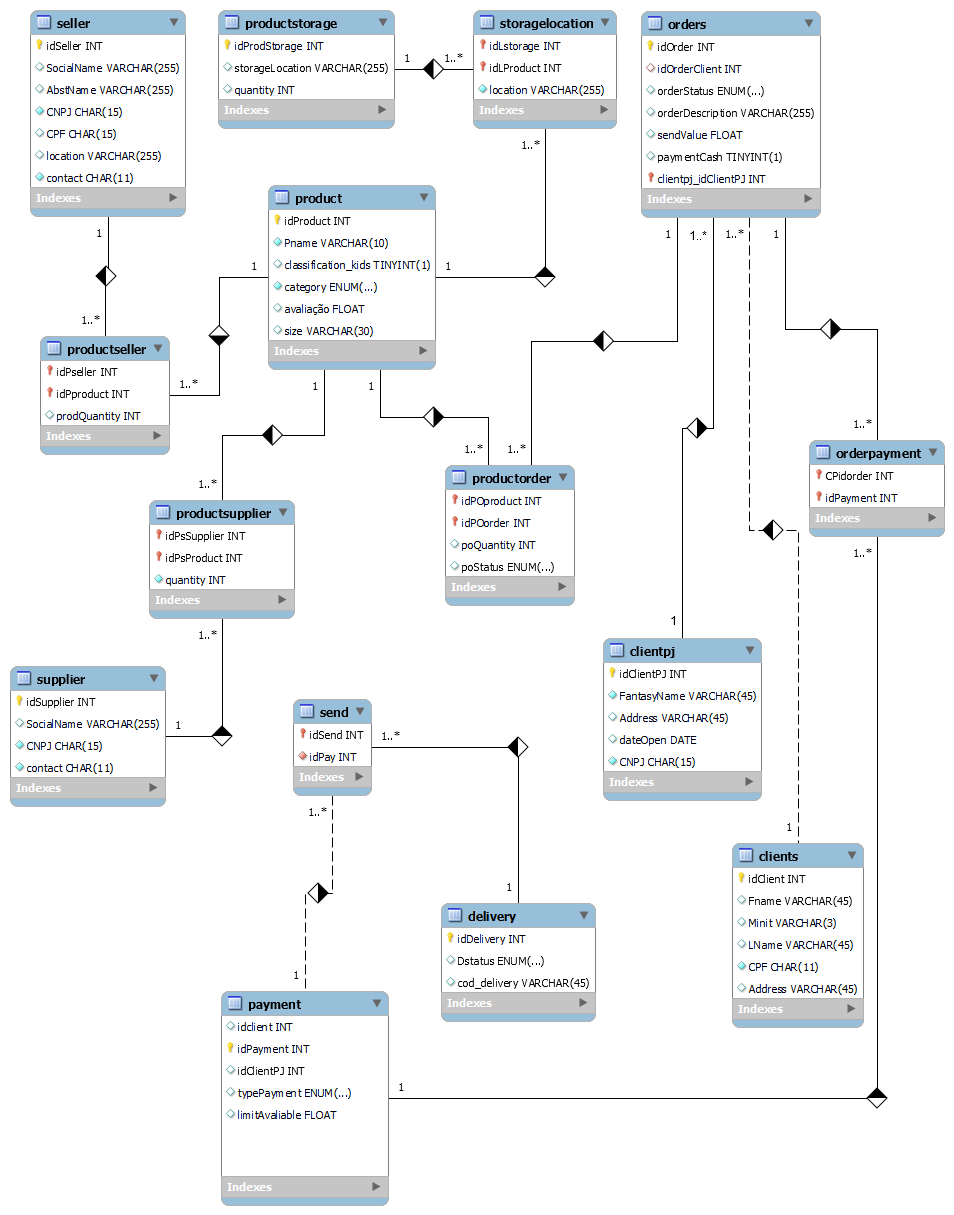 seller
idSeller INT
SocialName VARCHAR(255)
AbstName VARCHAR(255)
CNPJ CHAR(15)
CPF CHAR(15)
location VARCHAR(255)
contact CHAR(11)
Indexes
productstorage
idProdStorage INT
storageLocation VARCHAR(255)
quantity INT
Indexes
1
1..*
storagelocation
idLstorage INT
idLProduct INT
location VARCHAR(255)
Indexes
1..*
orders
idOrder INT
idOrderClient INT
orderStatus ENUM(...)
orderDescription VARCHAR(255)
sendValue FLOAT
paymentCash TINYINT(1)
clientpj_idClientPJ INT
Indexes
1
1..*
1..*
1
1
1..*
product
idProduct INT
Pname VARCHAR(10)
classification_kids TINYINT(1)
category ENUM(...)
avaliação FLOAT
size VARCHAR(30)
Indexes
1
1
1
1
productseller
idPseller INT
idPproduct INT
prodQuantity INT
Indexes
1..*
1..*
1..*
1..*
1..*
orderpayment
CPidorder INT
idPayment INT
Indexes
1..*
productorder
idPOproduct INT
idPOorder INT
poQuantity INT
poStatus ENUM(...)
Indexes
productsupplier
idPsSupplier INT
idPsProduct INT
quantity INT
Indexes
1..*
1
clientpj
idClientPJ INT
FantasyName VARCHAR(45)
Address VARCHAR(45)
dateOpen DATE
CNPJ CHAR(15)
Indexes
supplier
idSupplier INT
SocialName VARCHAR(255)
CNPJ CHAR(15)
contact CHAR(11)
Indexes
1
send
idSend INT
idPay INT
Indexes
1..*
1..*
1
clients
idClient INT
Fname VARCHAR(45)
Minit VARCHAR(3)
LName VARCHAR(45)
CPF CHAR(11)
Address VARCHAR(45)
Indexes
1
delivery
idDelivery INT
Dstatus ENUM(...)
cod_delivery VARCHAR(45)
Indexes
1
payment
idclient INT
idPayment INT
idClientPJ INT
typePayment ENUM(...)
limitAvaliable FLOAT
Indexes
1